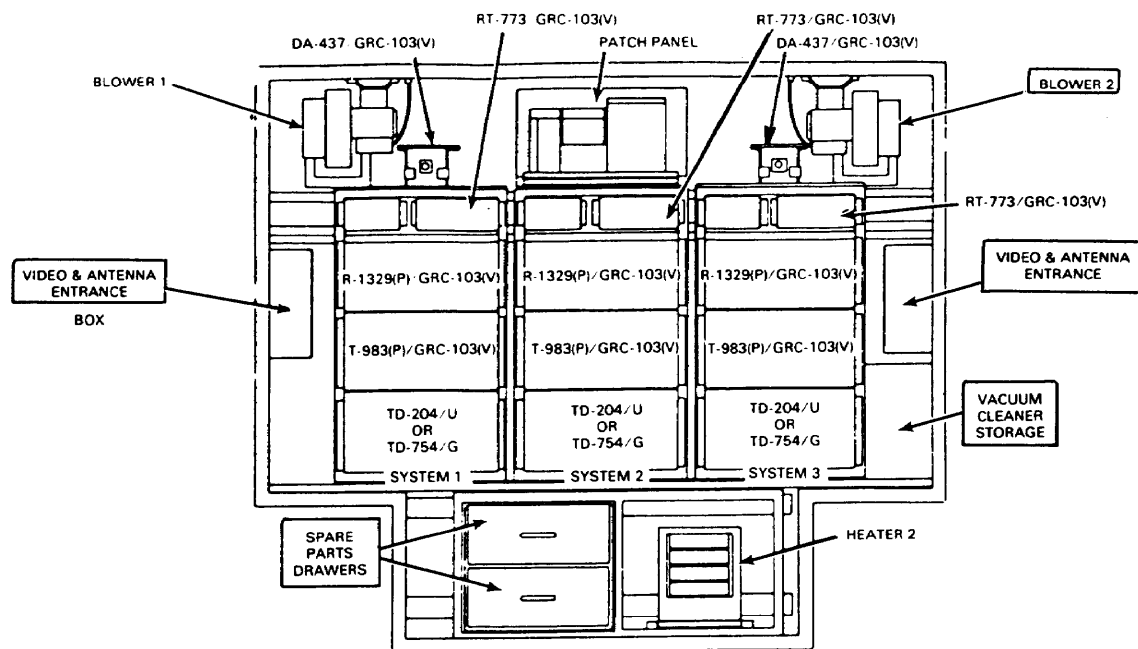 RT-773 GRC-103(V)
RT-773/GRC-103(V)
DA-437 GRC-103(V)
PATCH PANEL
DA-437/GRC-103(V)
BLOWER 1
BLOWER 2
RT-773/GRC-103(V)
VIDEO & ANTENNA
ENTRANCE
BOX
R-1329(P)/GRC-103(V)
R-1329(P)/GRC-103(V)
R-1329(P)/GRC-103(V)
VIDEO & ANTENNA
ENTRANCE
T-983(P)/GRC-103(V)
T-983(P)/GRC-103(V)
T-983(P)/GRC-103(V)
TD-204/U
OR
TD-754/G
TD-204/U
OR
TD-754/G
TD-204/U
OR
TD-754/G
VACUUM
CLEANER
STORAGE
SYSTEM 1
SYSTEM 2
SYSTEM 3
SPARE
PARTS
DRAWERS
HEATER 2